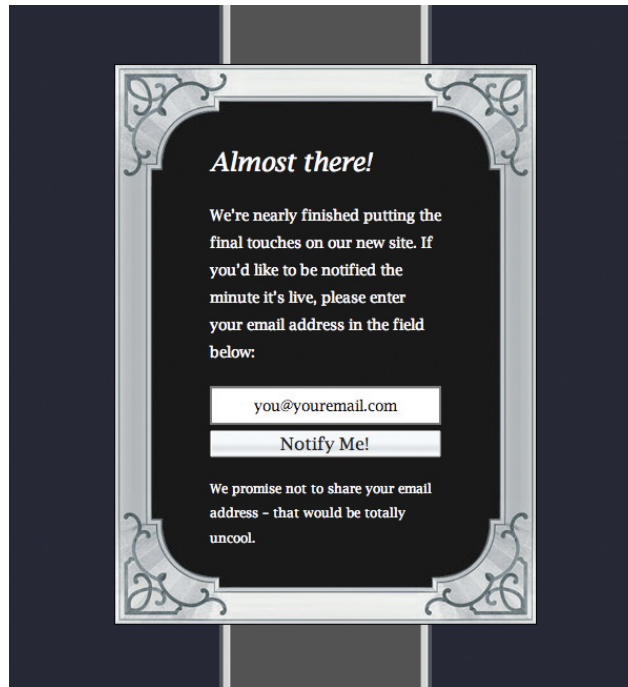 Almost there!
We're nearly finished putting the
final touches on our new site. If
you'd like to be notified the
minute it's live, please enter
your email address in the field
below:
you@youremail.com
Notify Me!
We promise not to share your email
address – that would be totally
uncool.